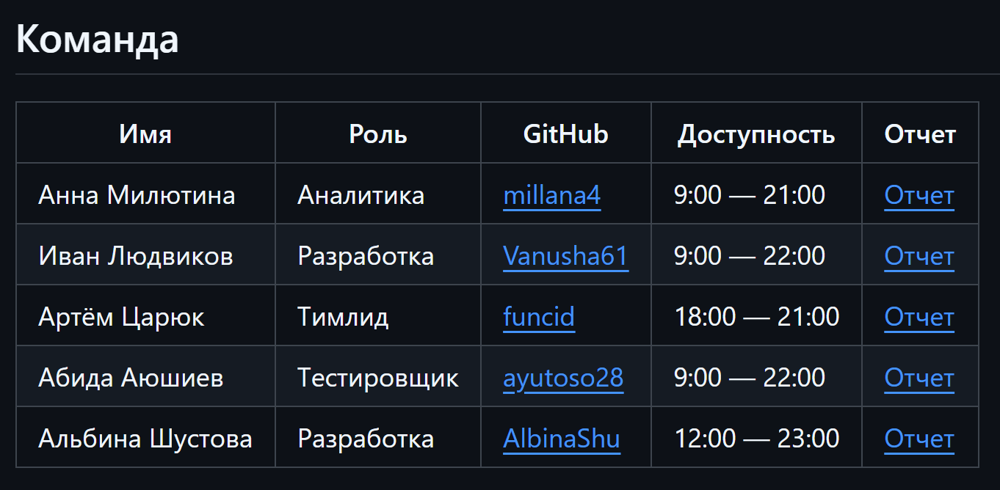 Команда
Имя Роль GitHub Доступность Отчет
Анна Милютина Аналитика millana4 9:00 — 21:00 Отчет
Иван Людвиков Разработка Vanusha61 9:00 — 22:00 Отчет
Артём Царюк Тимлид funcid 18:00 — 21:00 Отчет
Абида Аюшиев Тестировщик ayutoso28 9:00 — 22:00 Отчет
Альбина Шустова Разработка AlbinaShu 12:00 — 23:00 Отчет